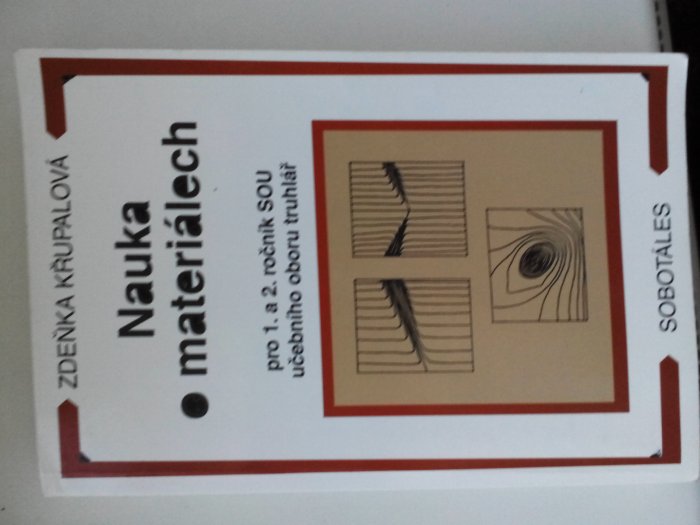 ZDEŇKA KŘUPALOVÁ
Nauka
● materiálech
pro 1. a 2. ročník SOU
učebního oboru truhlář
SOBOTÁLES